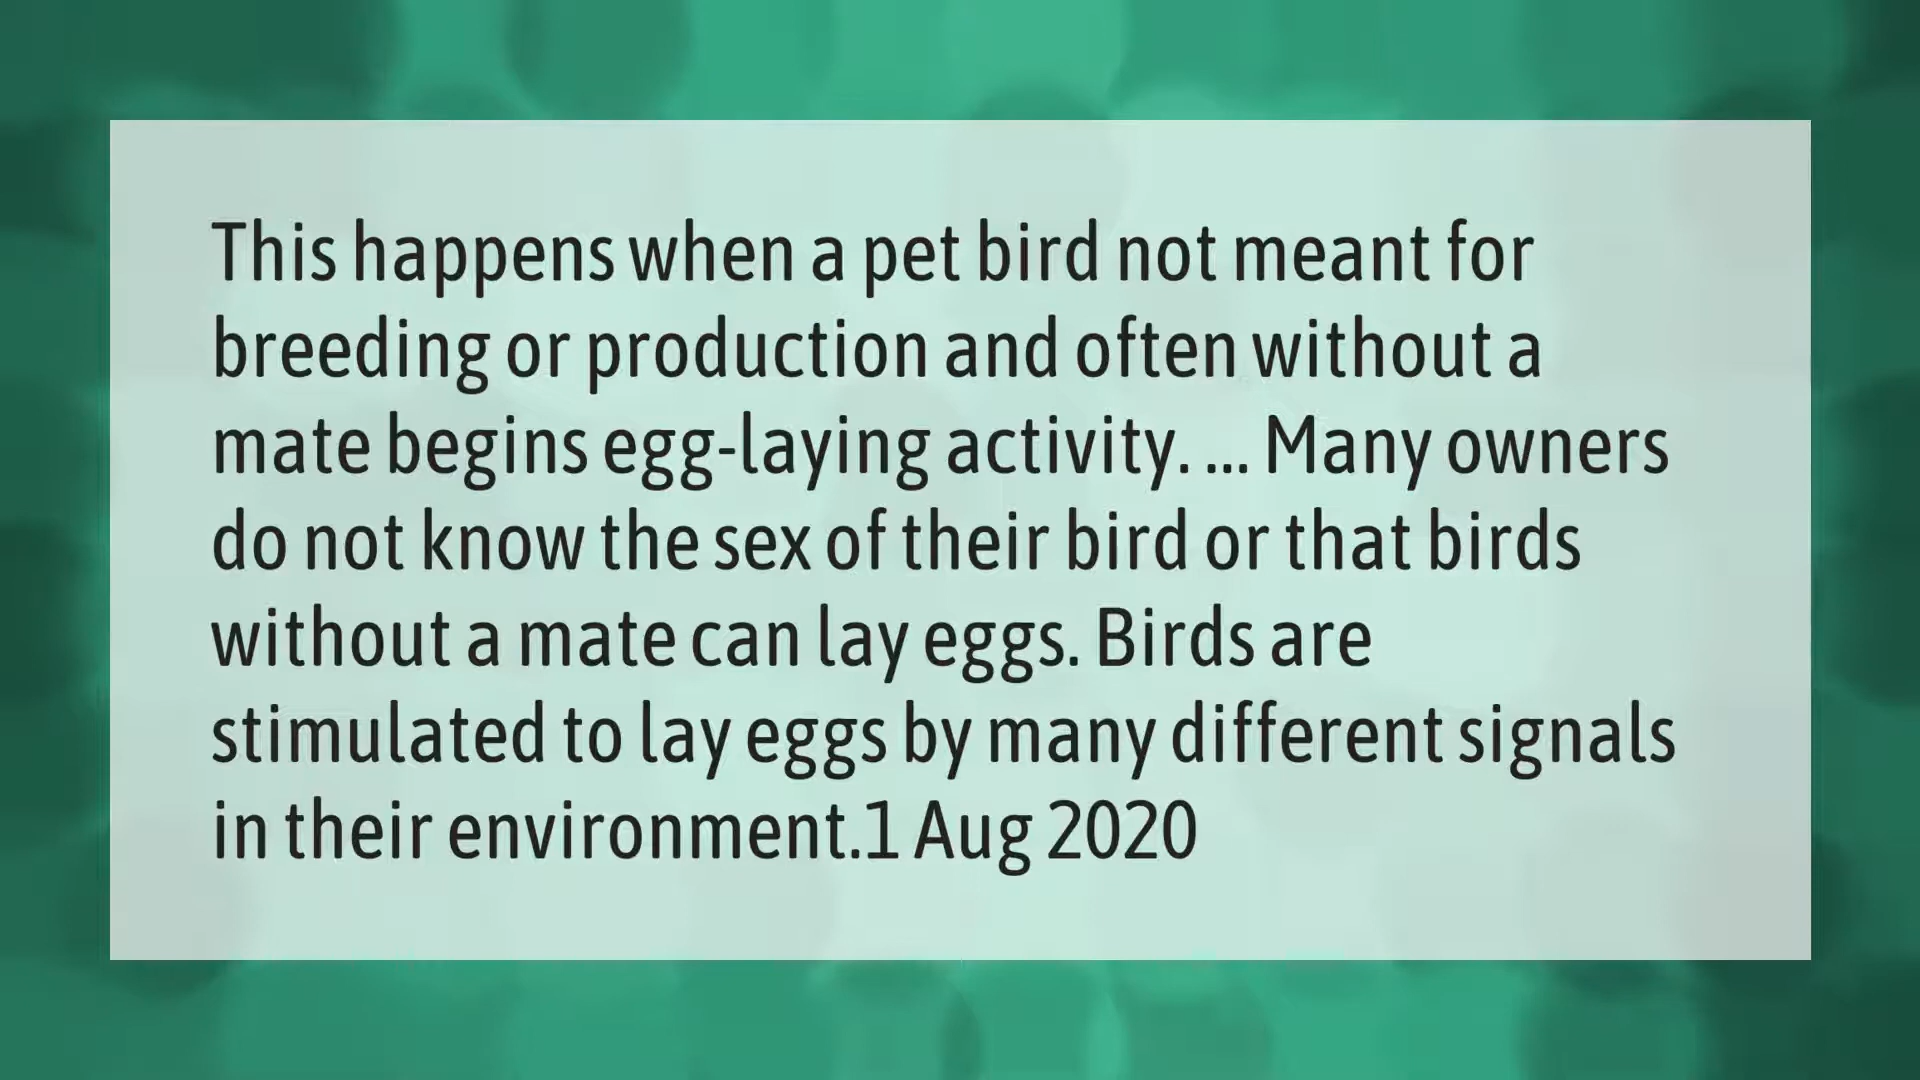 This happens when a pet bird not meant for
breeding or production and often without a
mate begins egg-laying activity. ... Many owners
do not know the sex of their bird or that birds
without a mate can lay eggs. Birds are
stimulated to lay eggs by many different signals
in their environment.1 Aug 2020